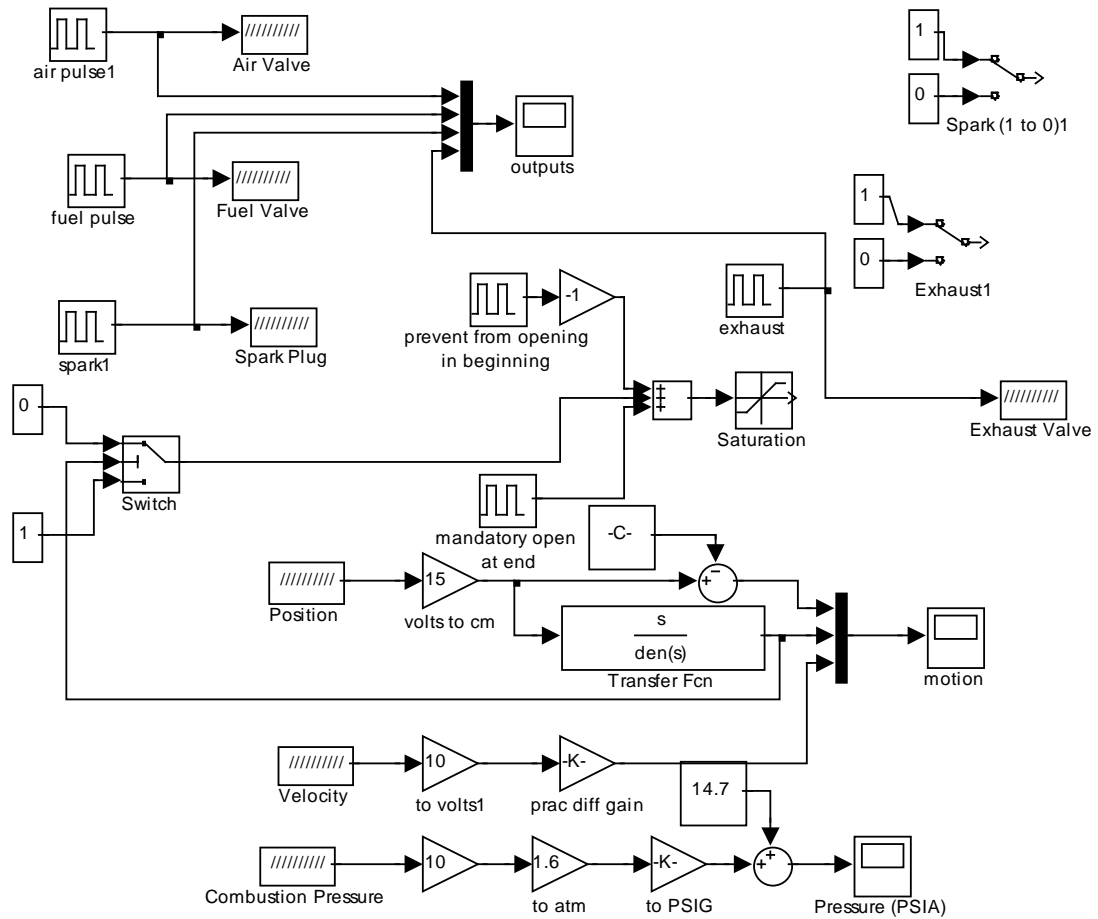 air pulse1
//////////
Air Valve
1
0
Spark (1 to 0)1
outputs
fuel pulse
//////////
Fuel Valve
1
0
Exhaust1
spark1
//////////
Spark Plug
-1
prevent from opening
in beginning
exhaust
+
+
+
Saturation
//////////
Exhaust Valve
0
1
Switch
mandatory open
at end
-C-
//////////
Position
15
volts to cm
+
−
s
den(s)
Transfer Fcn
motion
//////////
Velocity
10
to volts1
-K-
prac diff gain
14.7
//////////
Combustion Pressure
10
1.6
to atm
-K-
to PSIG
+
+
Pressure (PSIA)